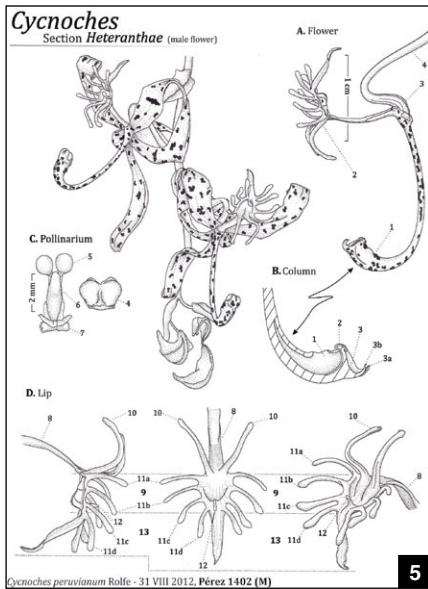 Cycnoches
Section Heteranthae (male flower)
A. Flower
4
3
1 cm
2
1
C. Pollinarium
5
2 mm
6
4
7
B. Column
1
2
3
3b
3a
D. Lip
8
10
10
8
10
10
11a
11a
9
11b
9
11b
8
11c
12
13
11c
11c
11d
11d
12
13
11d
12
Cycnoches peruvianum Rolfe - 31 VIII 2012, Pérez 1402 (M)
5